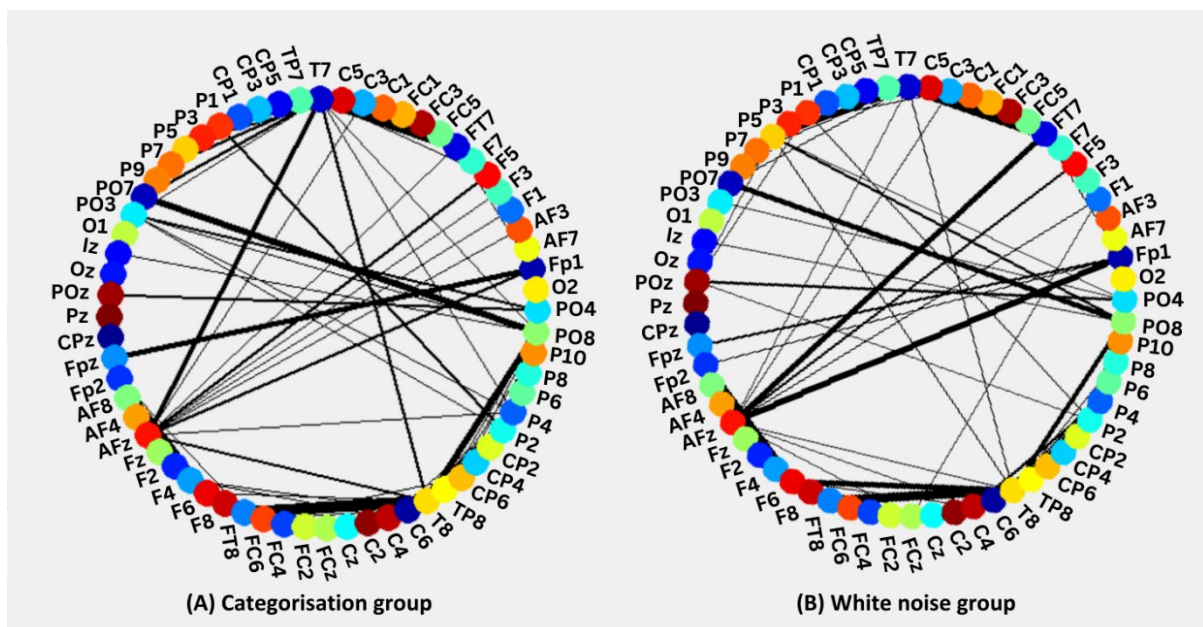 T7
C5
C3
C1
FC1
FC3
FC5
FT7
F7
F5
F3
F1
AF3
AF7
Fp1
O2
PO4
PO8
P10
P8
P6
P4
P2
CP2
CP4
CP6
TP8
T8
C6
C4
C2
Cz
FCz
FC2
FC4
FC6
FT8
F8
F6
F4
F2
Fz
AFz
AF4
AF8
Fp2
Fpz
CPz
Pz
POz
Oz
Iz
O1
PO3
PO7
P9
P7
P5
P3
P1
CP1
CP3
CP5
TP7
(A) Categorisation group
T7
C5
C3
C1
FC1
FC3
FC5
FT7
F7
F5
F3
F1
AF3
AF7
Fp1
O2
PO4
PO8
P10
P8
P6
P4
P2
CP2
CP4
CP6
TP8
T8
C6
C4
C2
Cz
FCz
FC2
FC4
FC6
FT8
F8
F6
F4
F2
Fz
AFz
AF4
AF8
Fp2
Fpz
CPz
Pz
POz
Oz
Iz
O1
PO3
PO7
P9
P7
P5
P3
P1
CP1
CP3
CP5
TP7
(B) White noise group